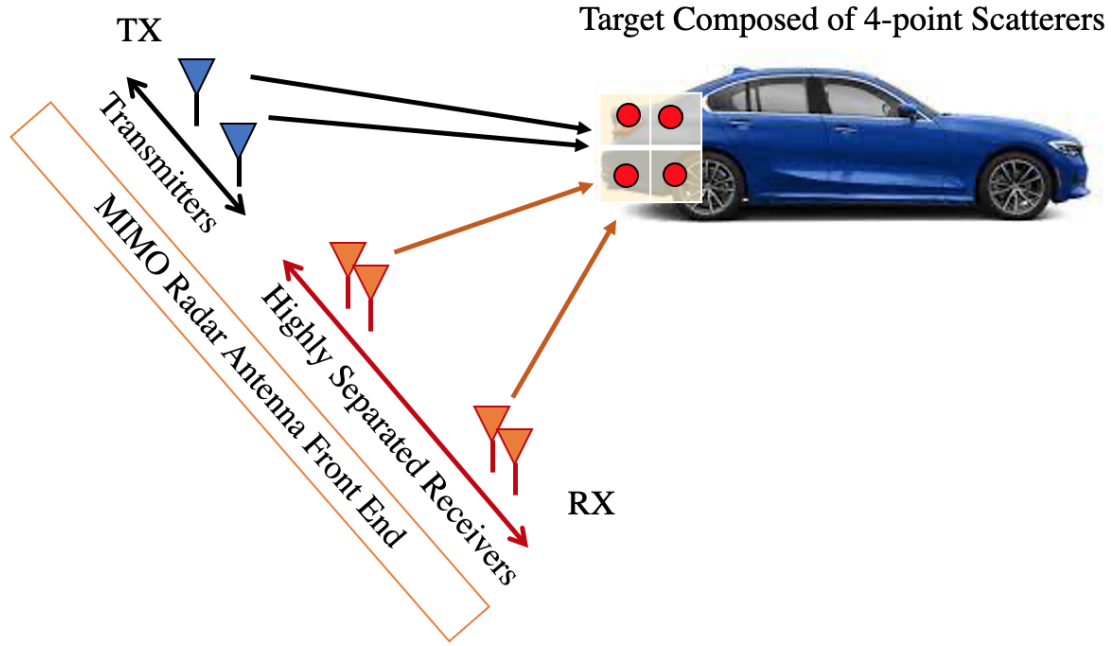 TX
Target Composed of 4-point Scatterers
Transmitters
MIMO Radar Antenna Front End
Highly Separated Receivers
RX